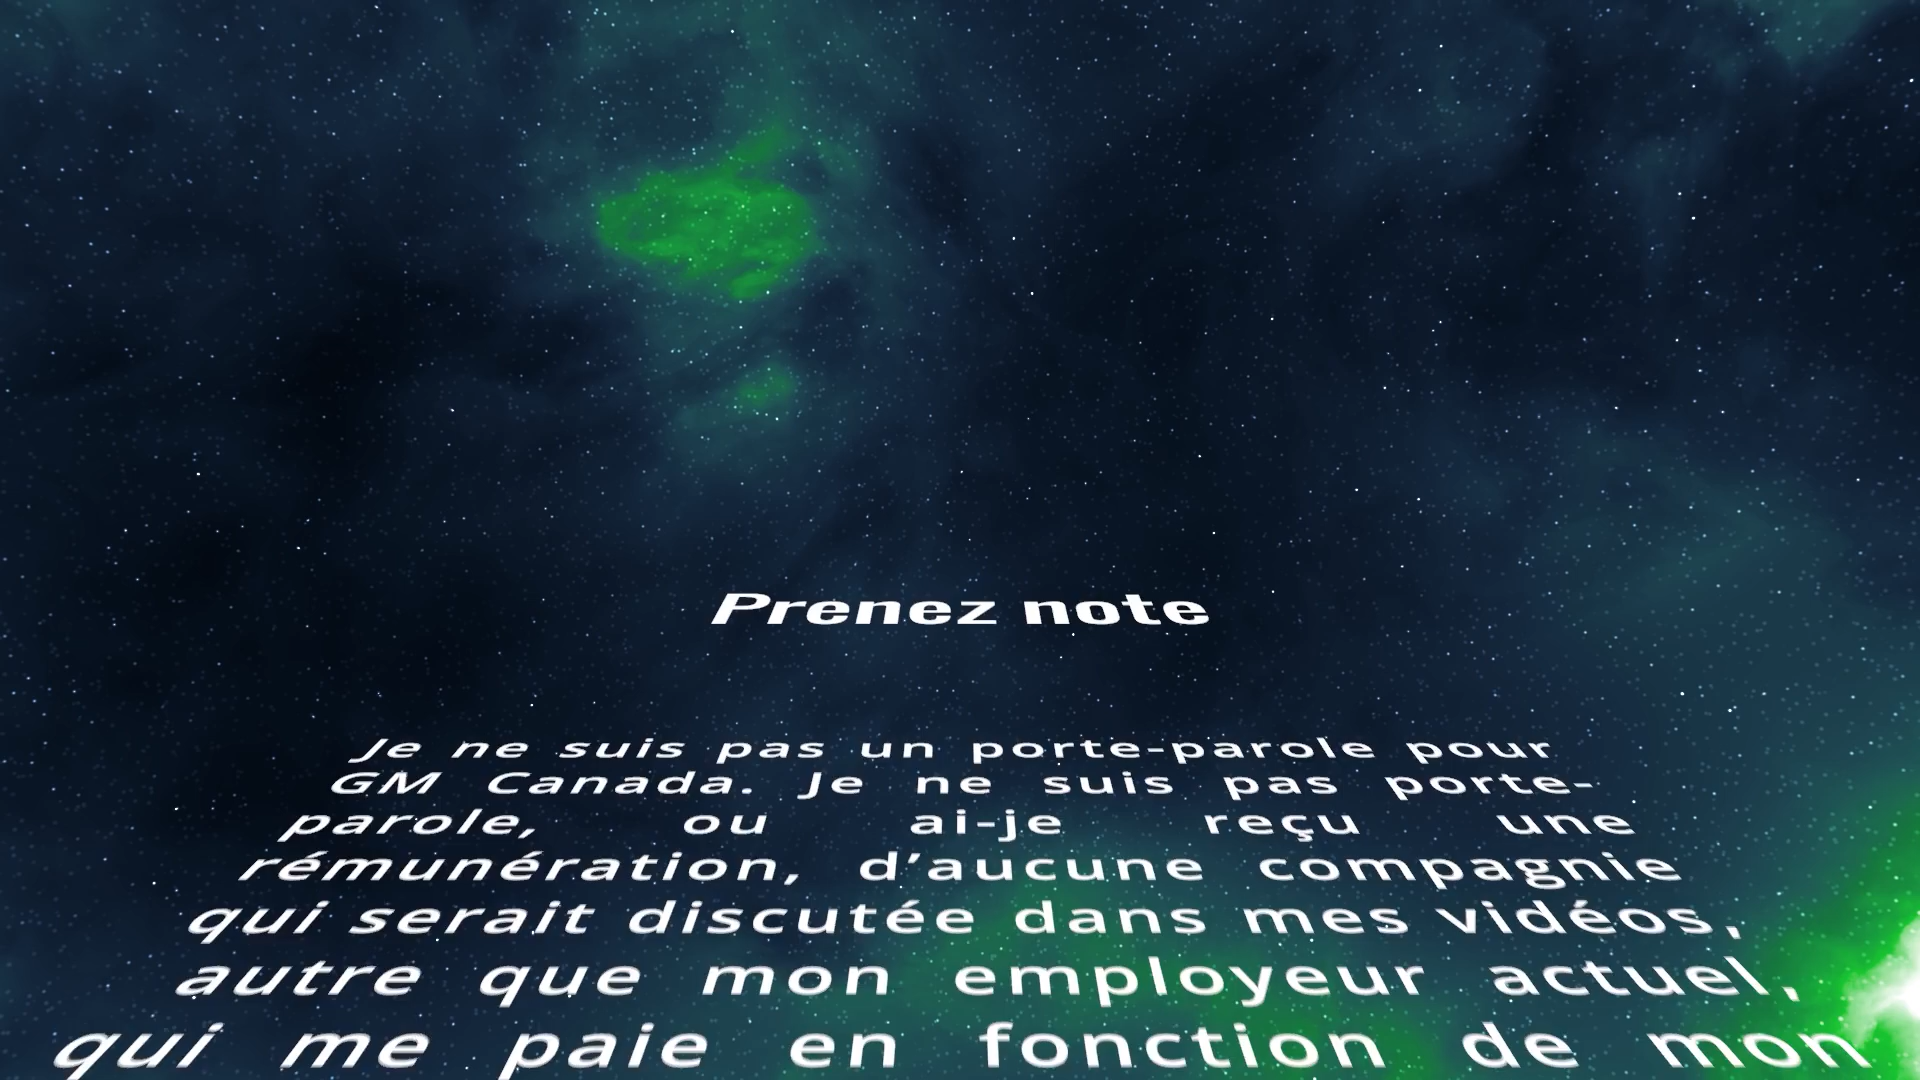 Prenez note
Je ne suis pas un porte-parole pour
GM Canada. Je ne suis pas porte-
parole, ou ai-je reçu une
rémunération, d’aucune compagnie
qui serait discutée dans mes vidéos,
autre que mon employeur actuel,
qui me paie en fonction de mon